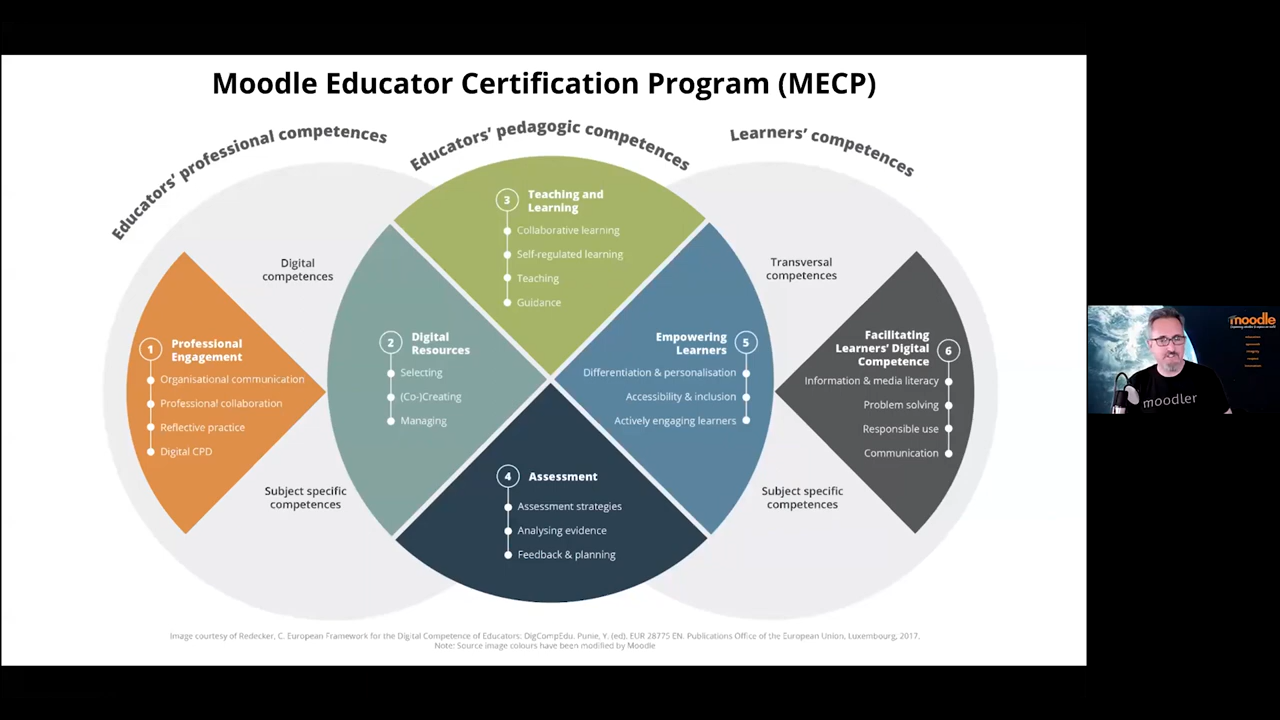 Moodle Educator Certification Program (MECP)
Educators’ professional competences
Educators’ pedagogic competences
Learners’ competences
Digital
competences
Transversal
competences
3
Teaching and
Learning
Collaborative learning
Self-regulated learning
Teaching
Guidance
1
Professional
Engagement
Organisational communication
Professional collaboration
Reflective practice
Digital CPD
2
Digital
Resources
Selecting
(Co-)Creating
Managing
Empowering
Learners
5
Differentiation & personalisation
Accessibility & inclusion
Actively engaging learners
Facilitating
Learners’ Digital
Competence
6
Information & media literacy
Problem solving
Responsible use
Communication
4
Assessment
Assessment strategies
Analysing evidence
Feedback & planning
Subject specific
competences
Subject specific
competences
Image courtesy of Redecker, C. European Framework for the Digital Competence of Educators: DigCompEdu. Punie, Y. (ed). EUR 28775 EN. Publications Office of the European Union, Luxembourg, 2017.
Note: Source image colours have been modified by Moodle
moodle
moodler